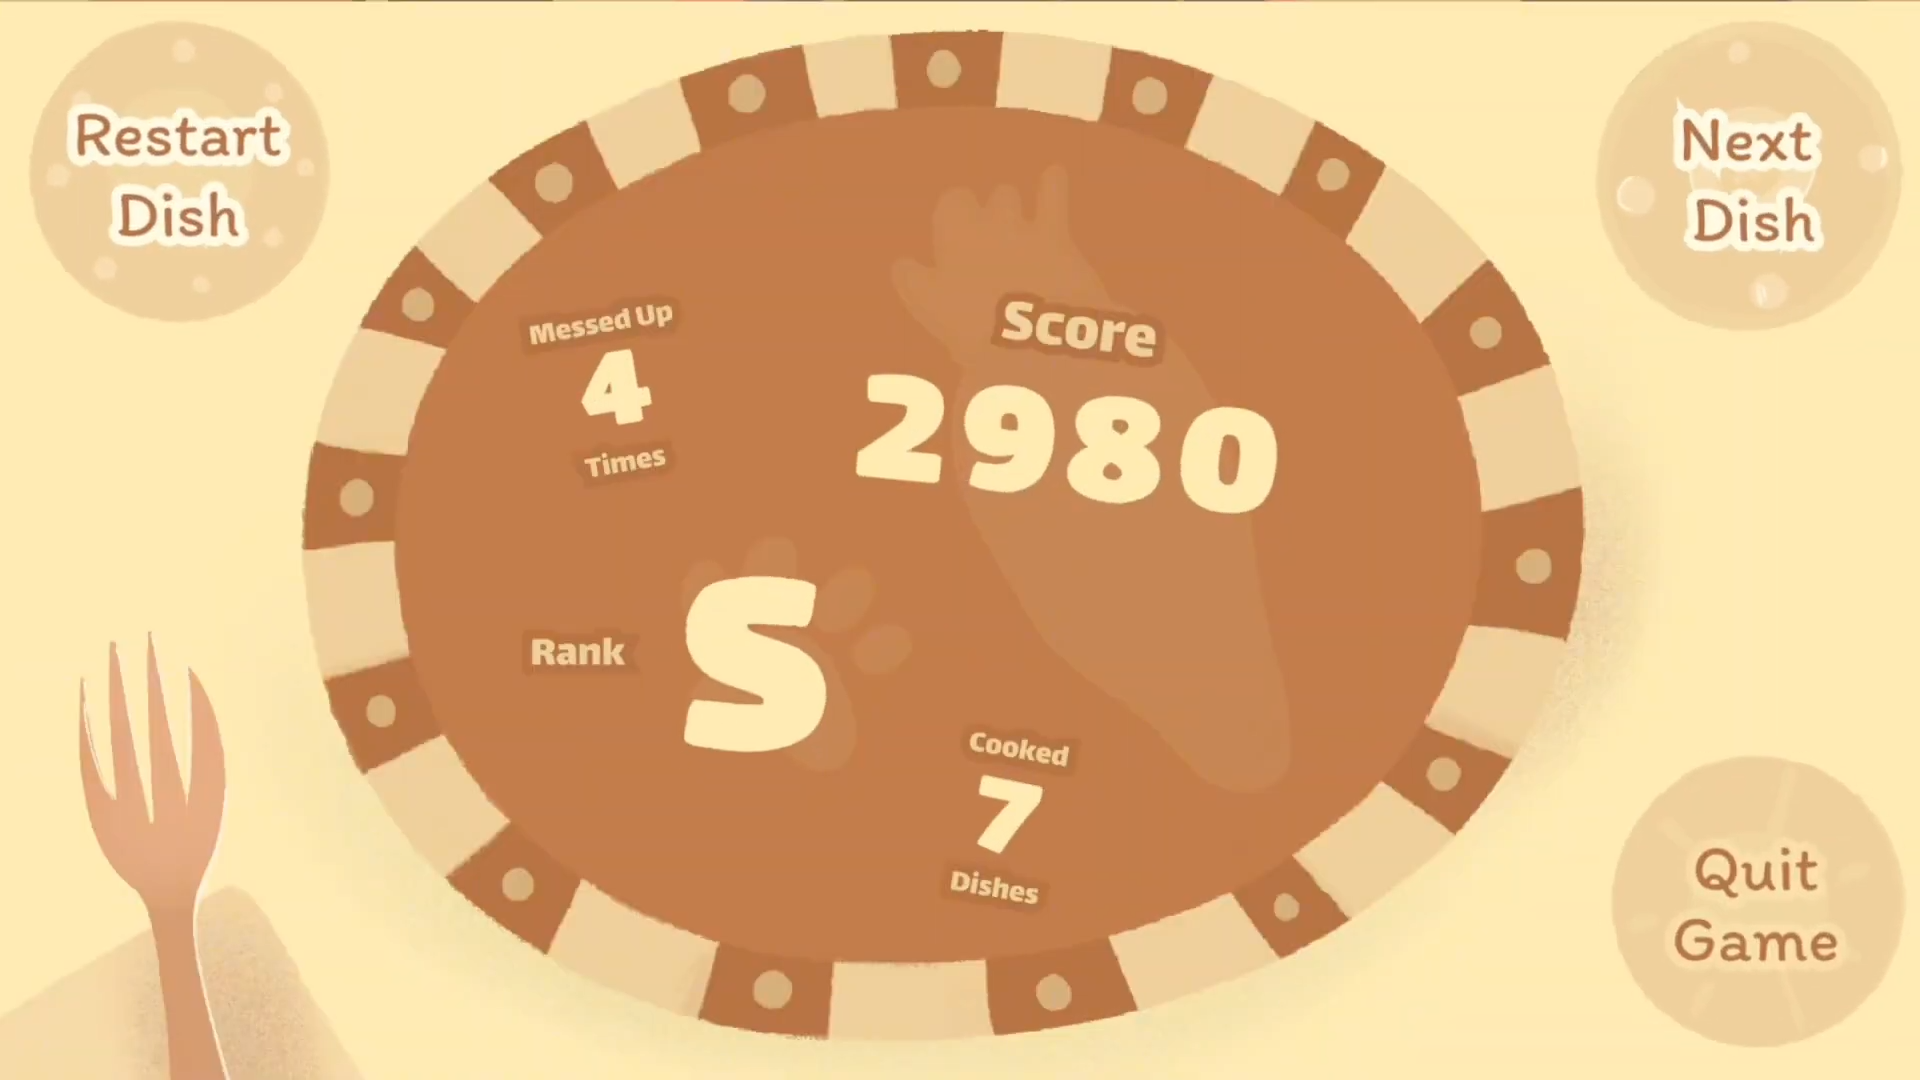 Restart
Dish
Next
Dish
Messed Up
4
Times
Score
2980
Rank
S
Cooked
7
Dishes
Quit
Game